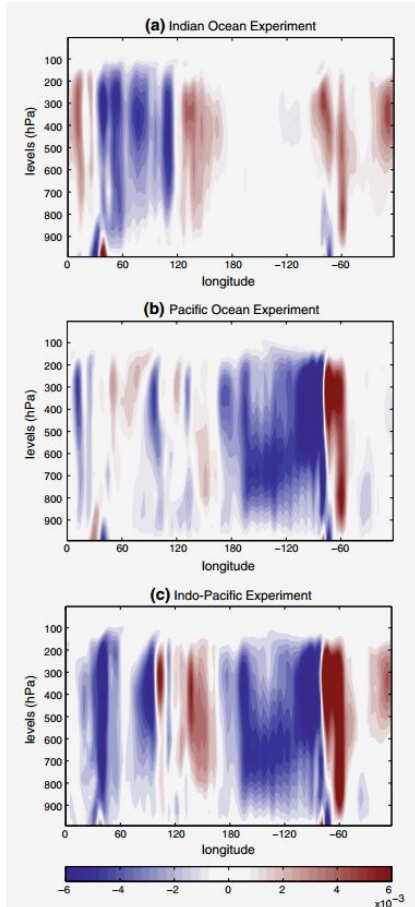 (a) Indian Ocean Experiment
levels (hPa)
100
200
300
400
500
600
700
800
900
0 60 120 180 −120 −60
longitude
(b) Pacific Ocean Experiment
levels (hPa)
100
200
300
400
500
600
700
800
900
0 60 120 180 −120 −60
longitude
(c) Indo-Pacific Experiment
levels (hPa)
100
200
300
400
500
600
700
800
900
0 60 120 180 −120 −60
longitude
−6 −4 −2 0 2 4 6
x10⁻³